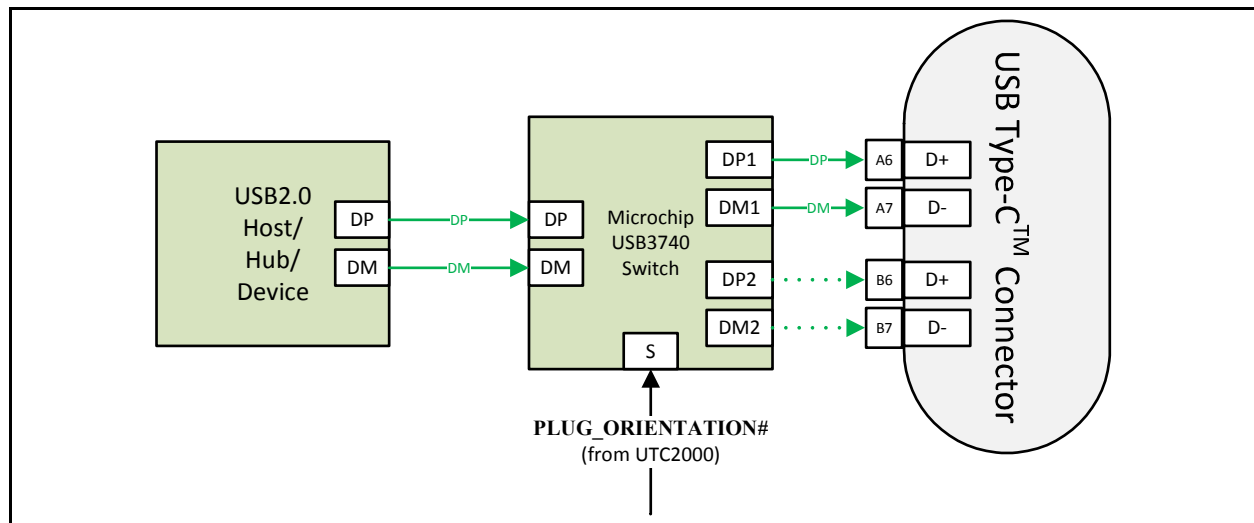 USB2.0
Host/
Hub/
Device
DP
DM
DP
DM
DP
DM
Microchip
USB3740
Switch
DP1
DM1
DP2
DM2
S
DP
DM
A6
D+
A7
D-
B6
D+
B7
D-
USB Type-C™ Connector
PLUG_ORIENTATION#
(from UTC2000)